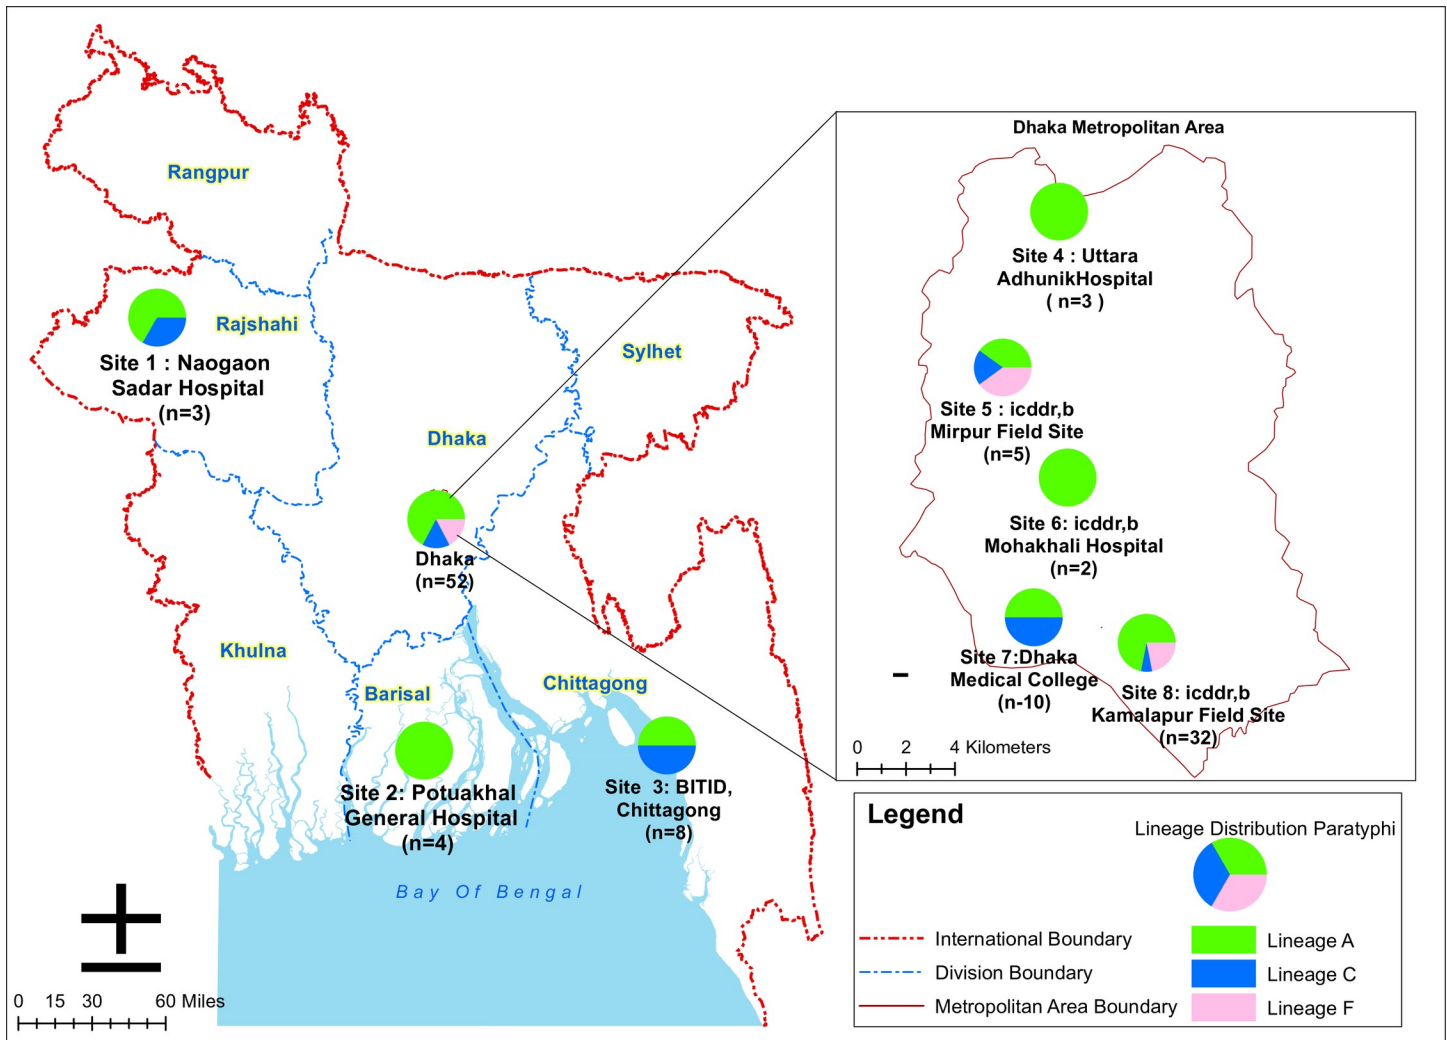 Dhaka Metropolitan Area
Rangpur
Site 4 : Uttara
AdhunikHospital
( n=3 )
Rajshahi
Sylhet
Site 1 : Naogaon
Sadar Hospital
(n=3)
Site 5 : icddr,b
Mirpur Field Site
(n=5)
Dhaka
Site 6: icddr,b
Mohakhali Hospital
(n=2)
Dhaka
(n=52)
Khulna
Barisal
Chittagong
Site 7:Dhaka
Medical College
(n-10)
Site 8: icddr,b
Kamalapur Field Site
(n=32)
0 2 4 Kilometers
Site 2: Potuakhal
General Hospital
(n=4)
Site 3: BITID,
Chittagong
(n=8)
Bay Of Bengal
0 15 30 60 Miles
Legend
Lineage Distribution Paratyphi
International Boundary
Division Boundary
Metropolitan Area Boundary
Lineage A
Lineage C
Lineage F